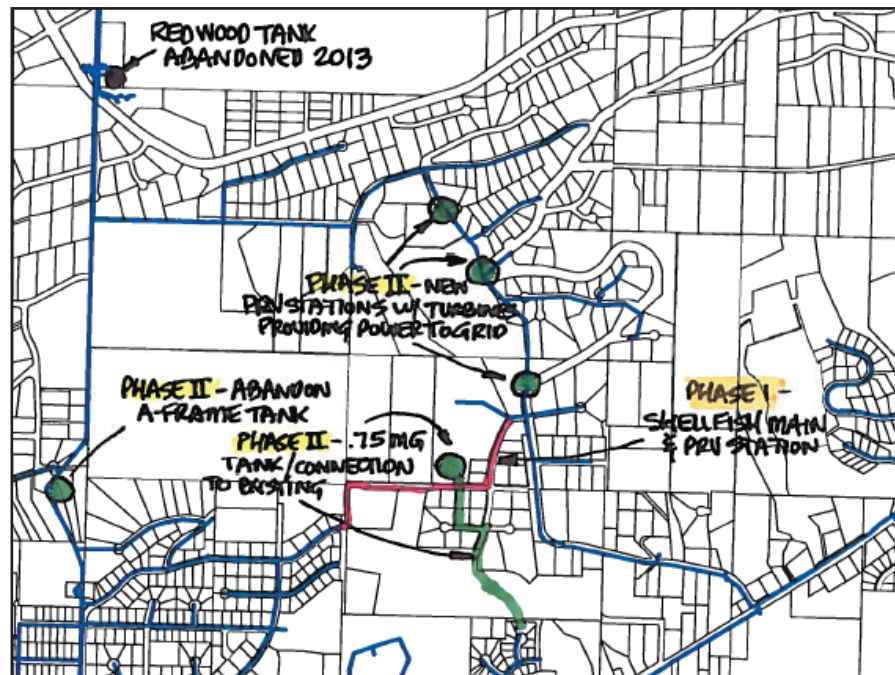 REDWOOD TANK
ABANDONED 2013
PHASE II - NEW
PRV STATIONS W/ TURBINES
PROVIDING POWER TO GRID
PHASE II - ABANDON
A-FRAME TANK
PHASE II - .75 MG
TANK/CONNECTION
TO EXISTING
PHASE I -
SHELLFISH MAIN
& PRV STATION